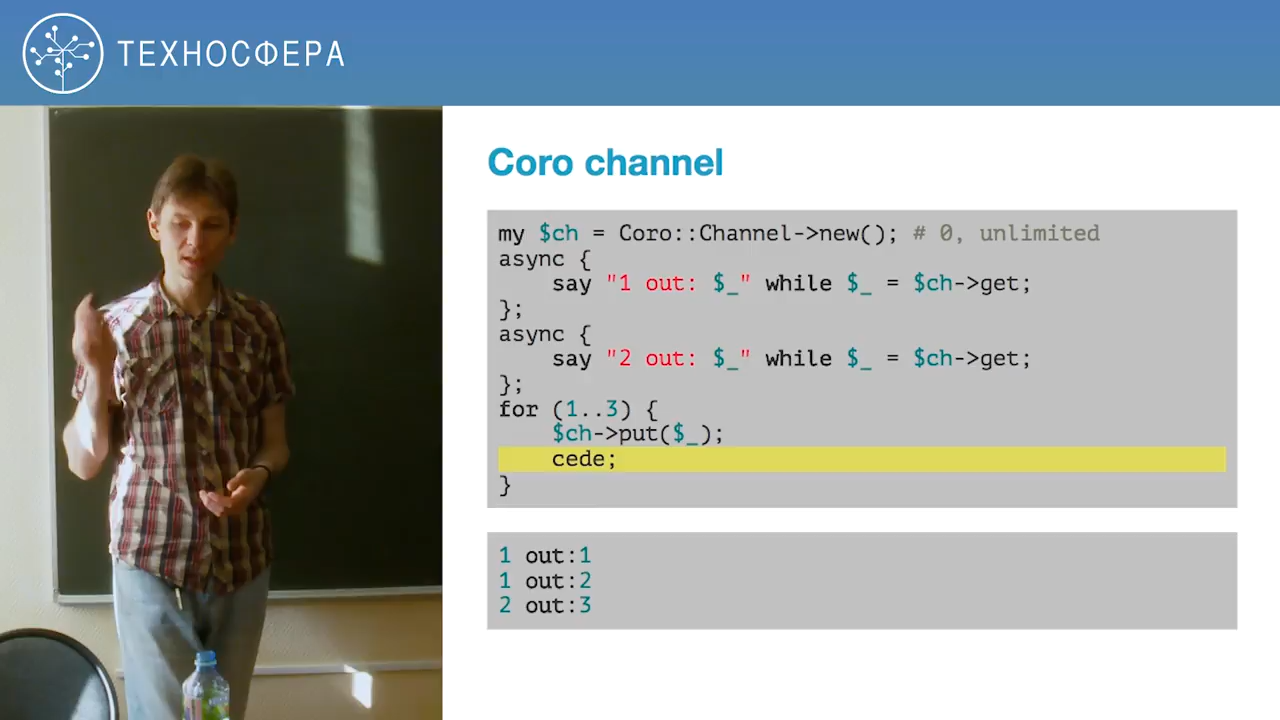 ТЕХНОСФЕРА
Coro channel
my $ch = Coro::Channel->new(); # 0, unlimited
async {
    say "1 out: $_" while $_ = $ch->get;
};
async {
    say "2 out: $_" while $_ = $ch->get;
};
for (1..3) {
    $ch->put($_);
    cede;
}
1 out:1
1 out:2
2 out:3